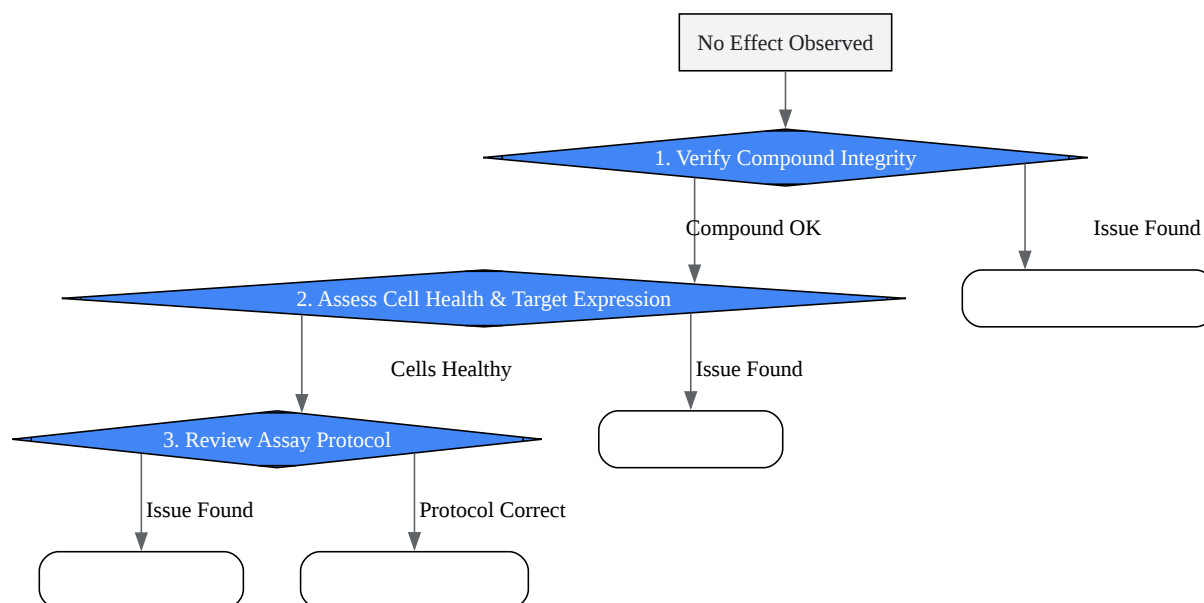 No Effect Observed
1. Verify Compound Integrity
Compound OK
Issue Found
2. Assess Cell Health & Target Expression
Cells Healthy
Issue Found
3. Review Assay Protocol
Issue Found
Protocol Correct